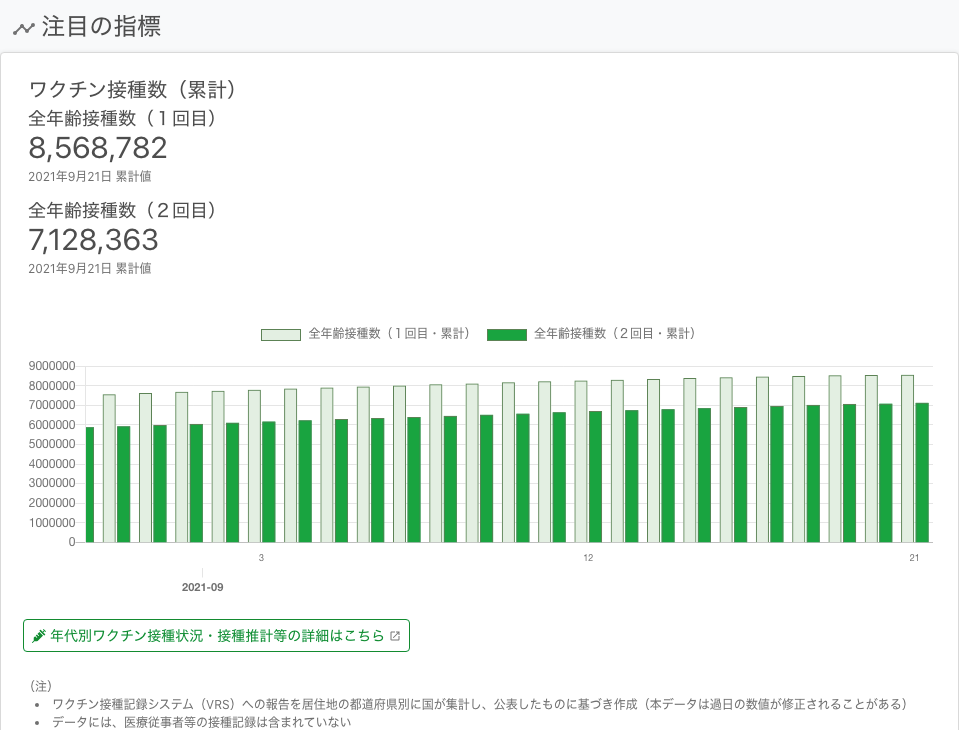 注目の指標
ワクチン接種数（累計）
全年齢接種数（１回目）
8,568,782
2021年9月21日 累計値
全年齢接種数（２回目）
7,128,363
2021年9月21日 累計値
全年齢接種数（１回目・累計） 全年齢接種数（２回目・累計）
9000000
8000000
7000000
6000000
5000000
4000000
3000000
2000000
1000000
0
3 12 21
2021-09
年代別ワクチン接種状況・接種推計等の詳細はこちら
（注）
• ワクチン接種記録システム（VRS）への報告を居住地の都道府県別に国が集計し、公表したものに基づき作成（本データは過日の数値が修正されることがある）
• データには、医療従事者等の接種記録は含まれていない